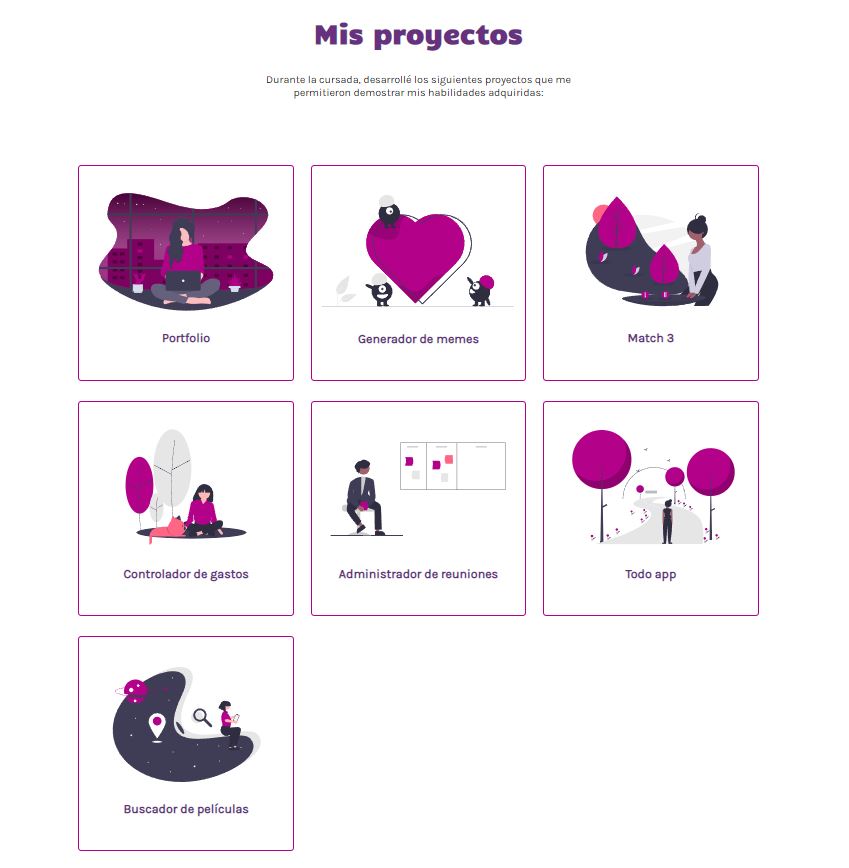 Mis proyectos
Durante la cursada, desarrollé los siguientes proyectos que me
permitieron demostrar mis habilidades adquiridas:
Portfolio
Generador de memes
Match 3
Controlador de gastos
Administrador de reuniones
Todo app
Buscador de películas